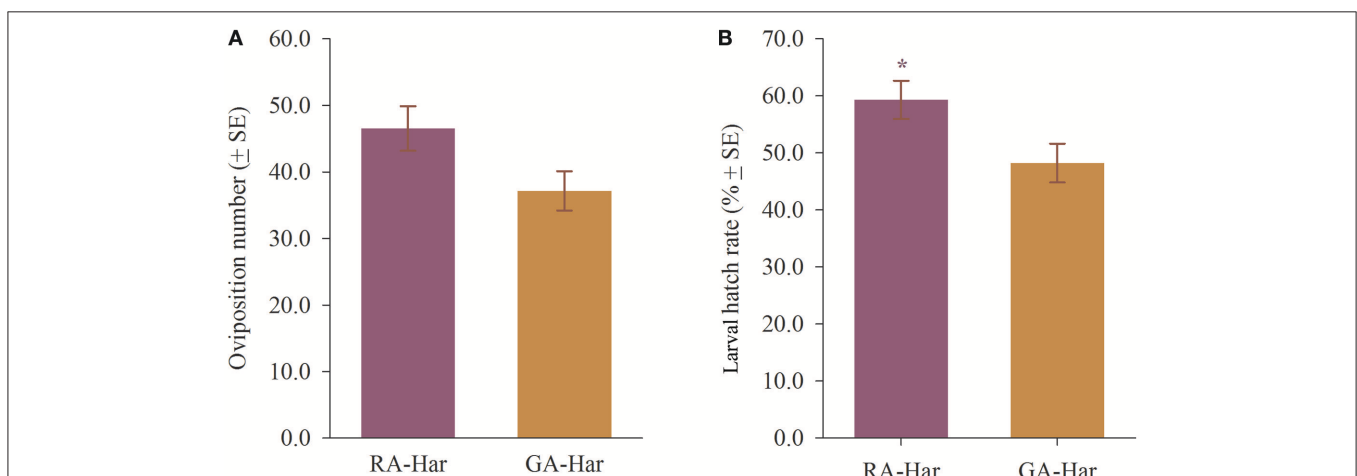 A
Oviposition number (± SE)
60.0
50.0
40.0
30.0
20.0
10.0
0.0
RA-Har
GA-Har
B
Larval hatch rate (% ± SE)
70.0
60.0
50.0
40.0
30.0
20.0
10.0
0.0
*
RA-Har
GA-Har